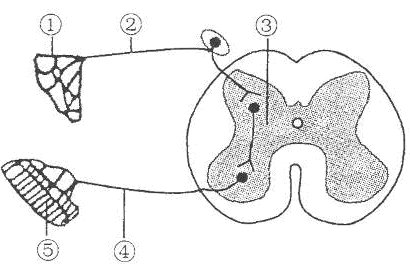 ① ② ③
④
⑤